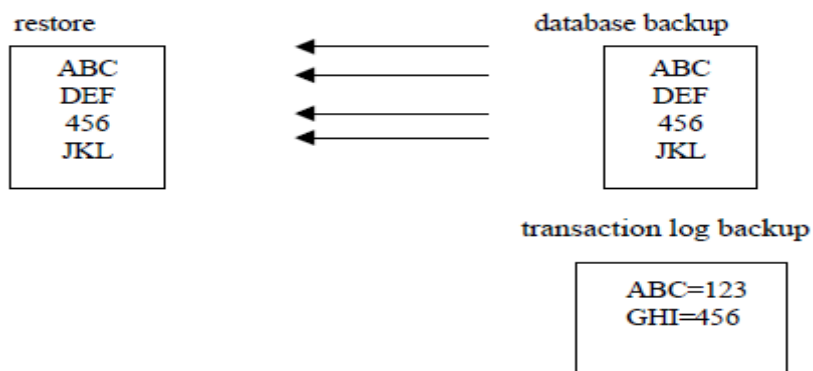 restore
ABC
DEF
456
JKL
database backup
ABC
DEF
456
JKL
transaction log backup
ABC=123
GHI=456